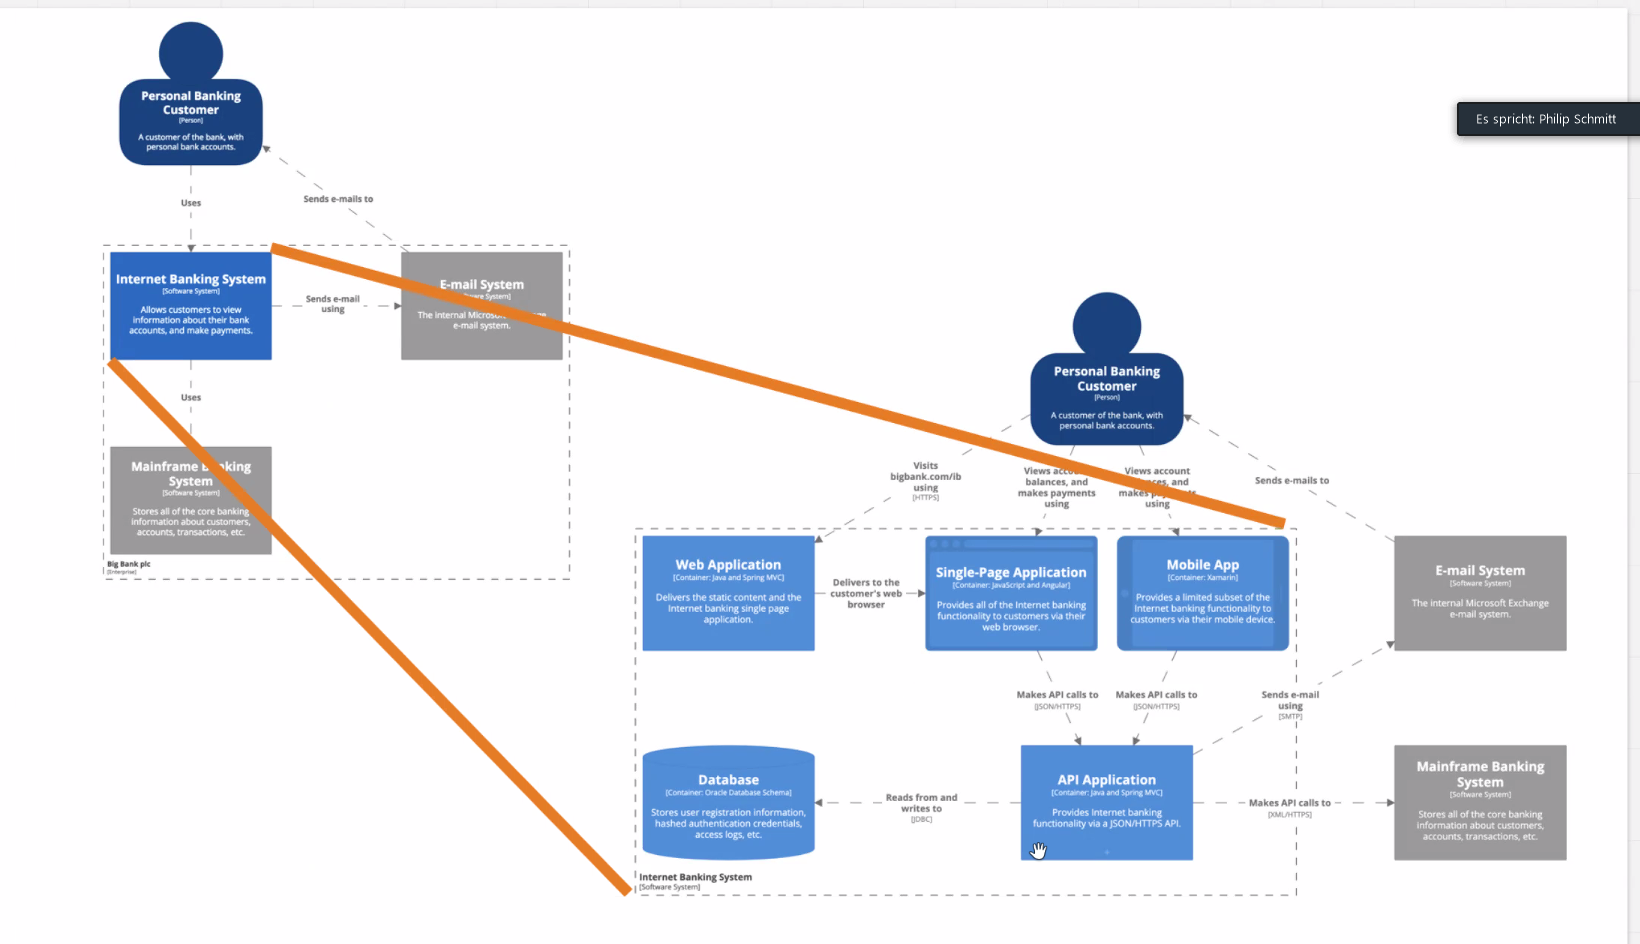 Personal Banking
Customer
[Person]
A customer of the bank, with
personal bank accounts.
Es spricht: Philip Schmitt
Uses
Sends e-mails to
Internet Banking System
[Software System]
Allows customers to view
information about their bank
accounts, and make payments.
Sends e-mail
using
E-mail System
System]
The internal
e-mail system.
Uses
Mainframe
System
[Software System]
Stores all of the core banking
information about customers,
accounts, transactions, etc.
Big Bank plc
[Enterprise]
Personal Banking
Customer
[Person]
A customer of the bank, with
personal bank accounts.
Visits
bigbank.com/ib
using
[HTTPS]
Views
balances, and
makes payments
using
Views account
and
makes
using
Sends e-mails to
Web Application
[Container: Java and Spring MVC]
Delivers the static content and the
Internet banking single page
application.
Delivers to the
customer's web
browser
Single-Page Application
[Container: JavaScript and Angular]
Provides all of the Internet banking
functionality to customers via their
web browser.
Mobile App
[Container: Xamarin]
Provides a limited subset of the
Internet banking functionality to
customers via their mobile device.
E-mail System
[Software System]
The internal Microsoft Exchange
e-mail system.
Makes API calls to
[JSON/HTTPS]
Makes API calls to
[JSON/HTTPS]
Sends e-mail
using
[SMTP]
Database
[Container: Oracle Database Schema]
Stores user registration information,
hashed authentication credentials,
access logs, etc.
Reads from and
writes to
[JDBC]
API Application
[Container: Java and Spring MVC]
Provides Internet banking
functionality via a JSON/HTTPS API.
Makes API calls to
[XML/HTTPS]
Mainframe Banking
System
[Software System]
Stores all of the core banking
information about customers,
accounts, transactions, etc.
Internet Banking System
[Software System]